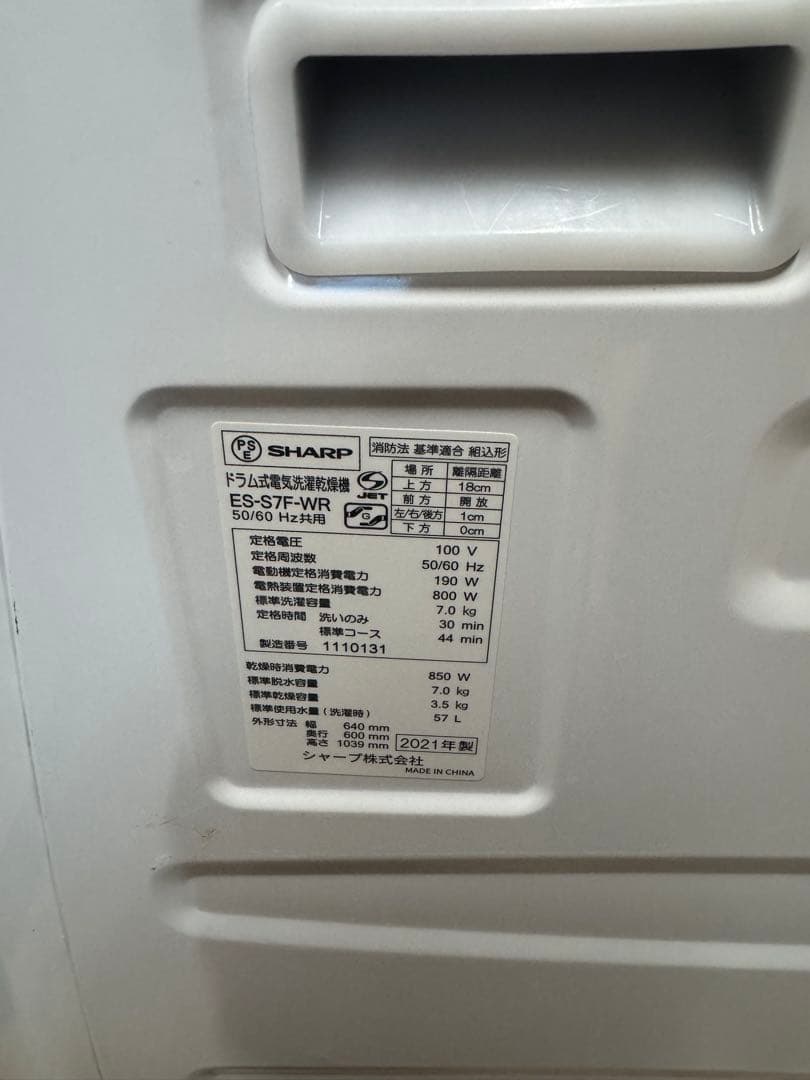 PSE SHARP
消防法 基準適合 組込形
ドラム式電気洗濯乾燥機
ES-S7F-WR
50/60 Hz共用
JET
G
場所 離隔距離
上方 18cm
前方 開放
左/右/後方 1cm
下方 0cm
定格電圧 100 V
定格周波数 50/60 Hz
電動機定格消費電力 190 W
電熱装置定格消費電力 800 W
標準洗濯容量 7.0 kg
定格時間 洗いのみ 30 min
標準コース 44 min
製造番号 1110131
乾燥時消費電力 850 W
標準脱水容量 7.0 kg
標準乾燥容量 3.5 kg
標準使用水量(洗濯時) 57 L
外形寸法 幅 640 mm
奥行 600 mm
高さ 1039 mm
2021年製
シャープ株式会社
MADE IN CHINA